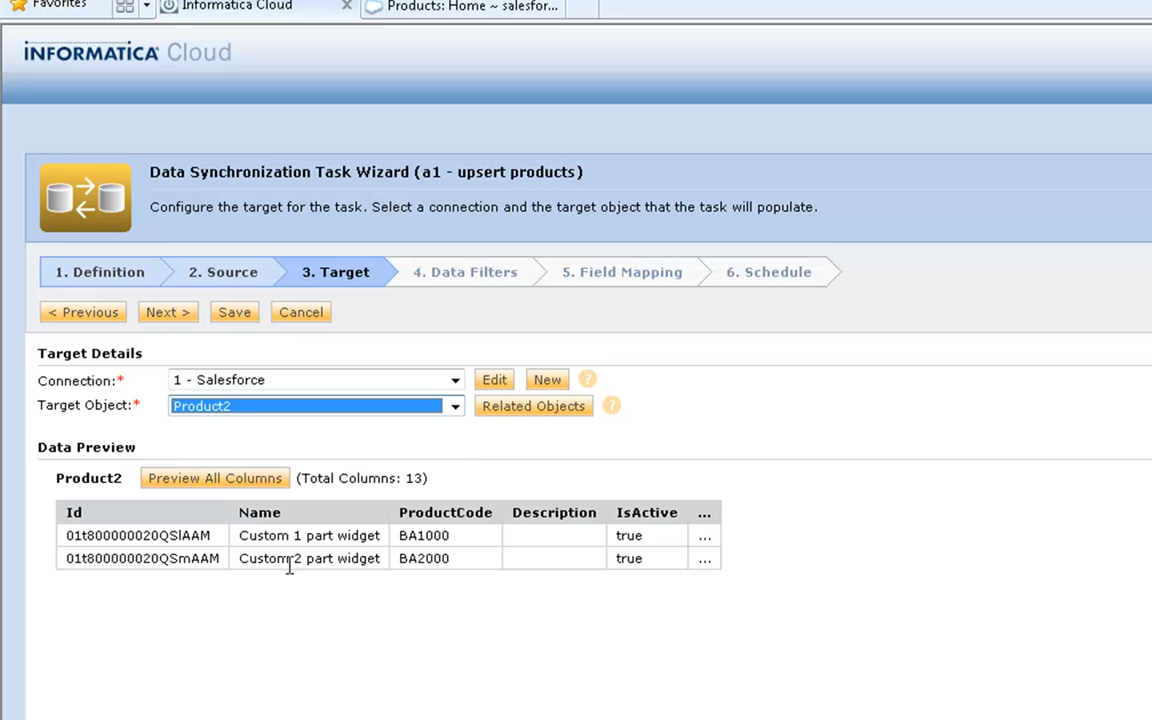 Favorites Informatica Cloud Products: Home ~ salesfor...
INFORMATICA Cloud
Data Synchronization Task Wizard (a1 - upsert products)
Configure the target for the task. Select a connection and the target object that the task will populate.
1. Definition 2. Source 3. Target 4. Data Filters 5. Field Mapping 6. Schedule
< Previous Next > Save Cancel
Target Details
Connection:* 1 - Salesforce Edit New ?
Target Object:* Product2 Related Objects ?
Data Preview
Product2 Preview All Columns (Total Columns: 13)
Id Name ProductCode Description IsActive ...
01t800000020QSlAAM Custom 1 part widget BA1000 true ...
01t800000020QSmAAM Custom 2 part widget BA2000 true ...